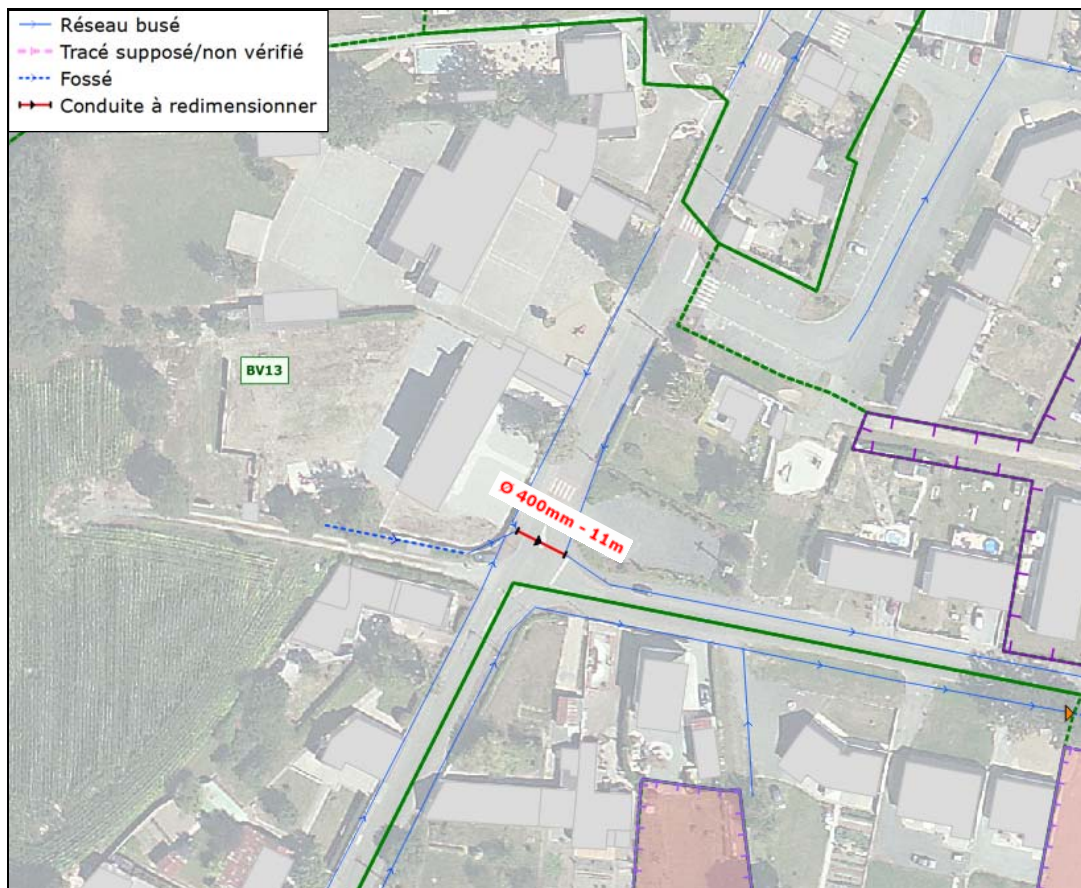 Réseau busé
Tracé supposé/non vérifié
Fossé
Conduite à redimensionner
BV13
Ø 400mm - 11m